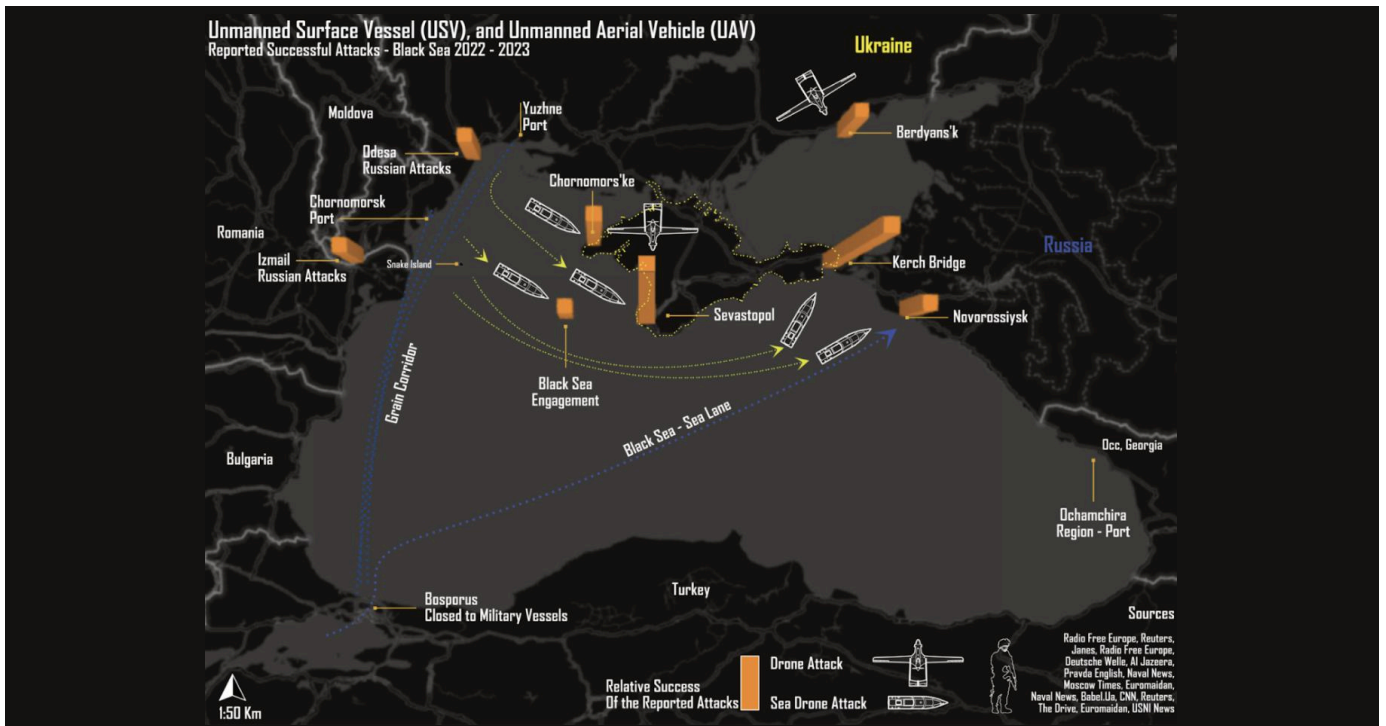 Unmanned Surface Vessel (USV), and Unmanned Aerial Vehicle (UAV)
Reported Successful Attacks - Black Sea 2022 - 2023
Ukraine
Moldova
Yuzhne
Port
Berdyans'k
Odesa
Russian Attacks
Chornomors'ke
Chornomorsk
Port
Romania
Izmail
Russian Attacks
Snake Island
Russia
Kerch Bridge
Sevastopol
Novorossiysk
Grain Corridor
Black Sea
Engagement
Black Sea - Sea Lane
Bulgaria
Occ, Georgia
Ochamchira
Region - Port
Turkey
Bosporus
Closed to Military Vessels
Sources
Radio Free Europe, Reuters,
Janes, Radio Free Europe,
Deutsche Welle, Al Jazeera,
Pravda English, Naval News,
Moscow Times, Euromaidan,
Naval News, Babel.Ua, CNN, Reuters,
The Drive, Euromaidan, USNI News
Relative Success
Of the Reported Attacks
Drone Attack
Sea Drone Attack
1:50 Km